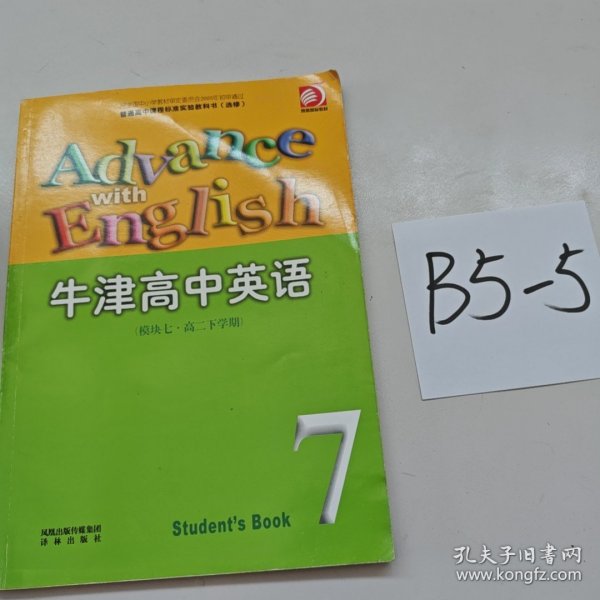 普通高中课程标准实验教科书（选修）
Advance
with
English
牛津高中英语
（模块七·高二下学期）
7
Student's Book
凤凰出版传媒集团
译林出版社
B5-5
孔夫子旧书网
www.kongfz.com